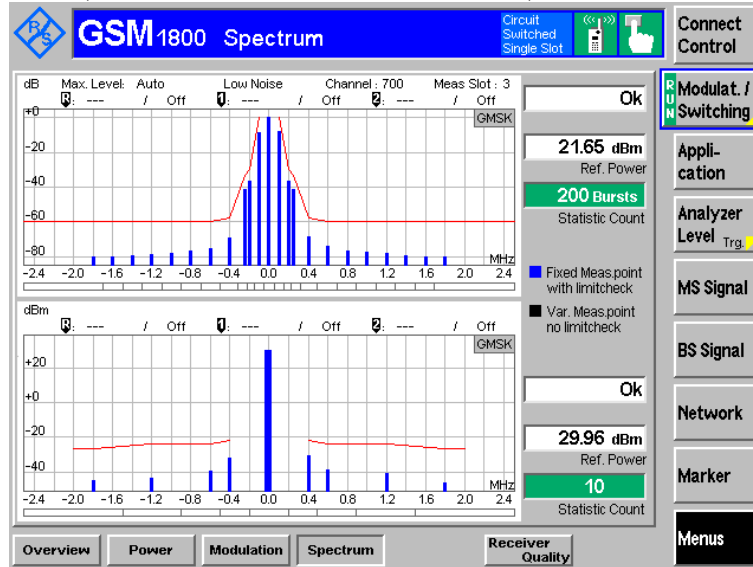 R&S
GSM1800 Spectrum
Circuit
Switched
Single Slot
Connect
Control
dB Max. Level: Auto Low Noise Channel : 700 Meas Slot : 3
R: --- / Off 1: --- / Off 2: --- / Off
+0
-20
-40
-60
-80
GMSK
MHz
-2.4 -2.0 -1.6 -1.2 -0.8 -0.4 0.0 0.4 0.8 1.2 1.6 2.0 2.4
Ok
21.65 dBm
Ref. Power
200 Bursts
Statistic Count
Fixed Meas.point
with limitcheck
Var. Meas.point
no limitcheck
dBm
R: --- / Off 1: --- / Off 2: --- / Off
+20
+0
-20
-40
GMSK
MHz
-2.4 -2.0 -1.6 -1.2 -0.8 -0.4 0.0 0.4 0.8 1.2 1.6 2.0 2.4
Ok
29.96 dBm
Ref. Power
10
Statistic Count
RUN
Modulat. /
Switching
Appli-
cation
Analyzer
Level Trg.
MS Signal
BS Signal
Network
Marker
Menus
Overview Power Modulation Spectrum Receiver
Quality